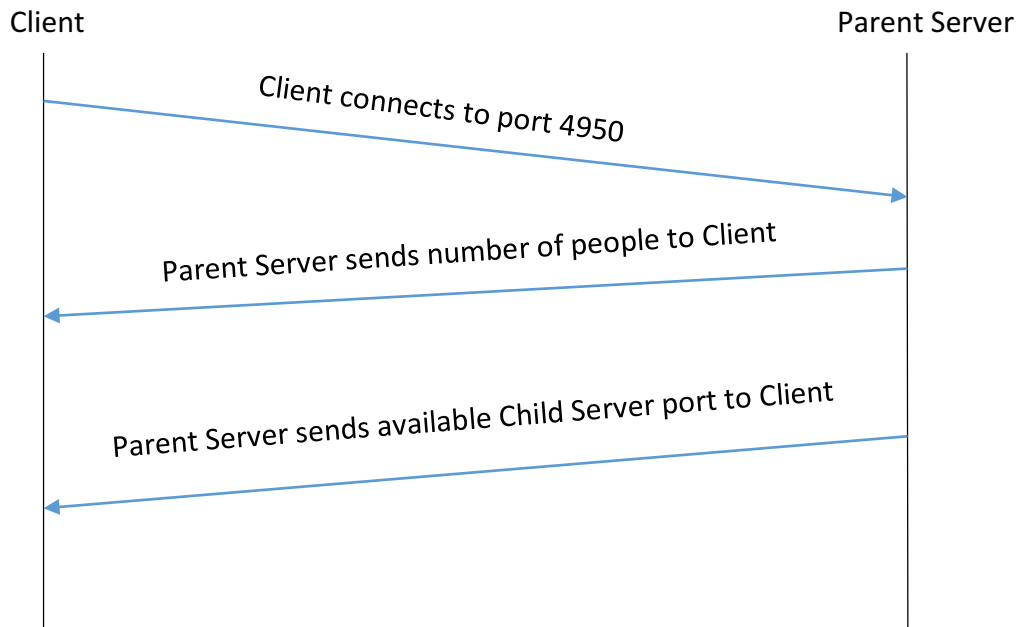 Client
Parent Server
Client connects to port 4950
Parent Server sends number of people to Client
Parent Server sends available Child Server port to Client